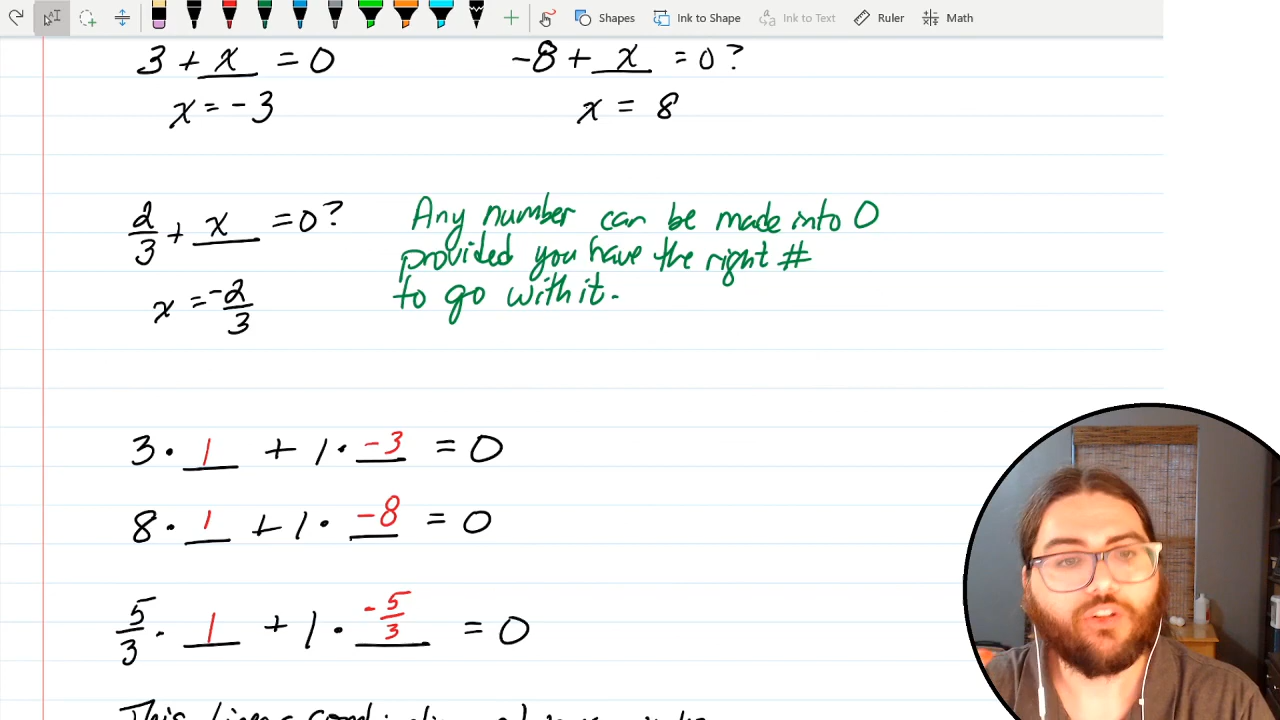 Shapes Ink to Shape Ink to Text Ruler Math
3 + x = 0
-8 + x = 0?
x = -3
x = 8
2/3 + x = 0?
x = -2/3
Any number can be made into 0
provided you have the right #
to go with it.
3 · 1 + 1 · -3 = 0
8 · 1 + 1 · -8 = 0
5/3 · 1 + 1 · -5/3 = 0
This